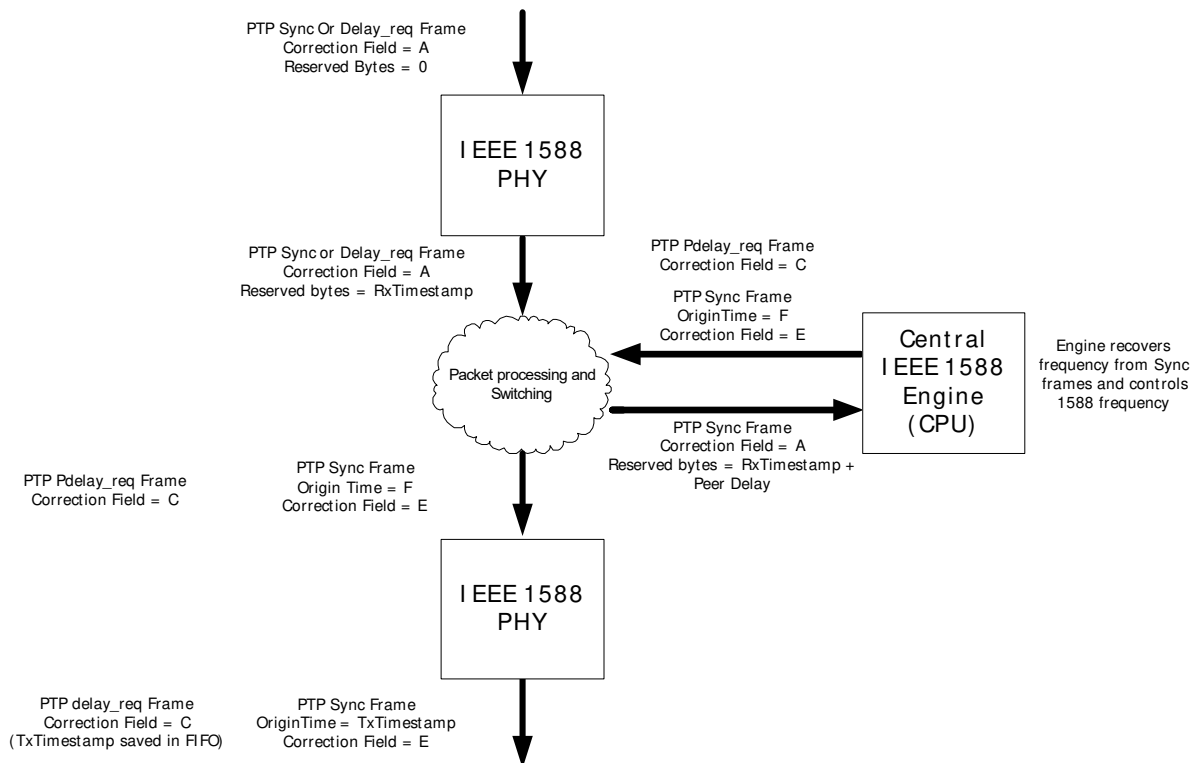 PTP Sync Or Delay_req Frame
Correction Field = A
Reserved Bytes = 0
IEEE 1588
PHY
PTP Sync or Delay_req Frame
Correction Field = A
Reserved bytes = RxTimestamp
PTP Pdelay_req Frame
Correction Field = C
PTP Sync Frame
OriginTime = F
Correction Field = E
Packet processing and
Switching
Central
IEEE 1588
Engine
(CPU)
Engine recovers
frequency from Sync
frames and controls
1588 frequency
PTP Sync Frame
Correction Field = A
Reserved bytes = RxTimestamp +
Peer Delay
PTP Pdelay_req Frame
Correction Field = C
PTP Sync Frame
Origin Time = F
Correction Field = E
IEEE 1588
PHY
PTP delay_req Frame
Correction Field = C
(TxTimestamp saved in FIFO)
PTP Sync Frame
OriginTime = TxTimestamp
Correction Field = E